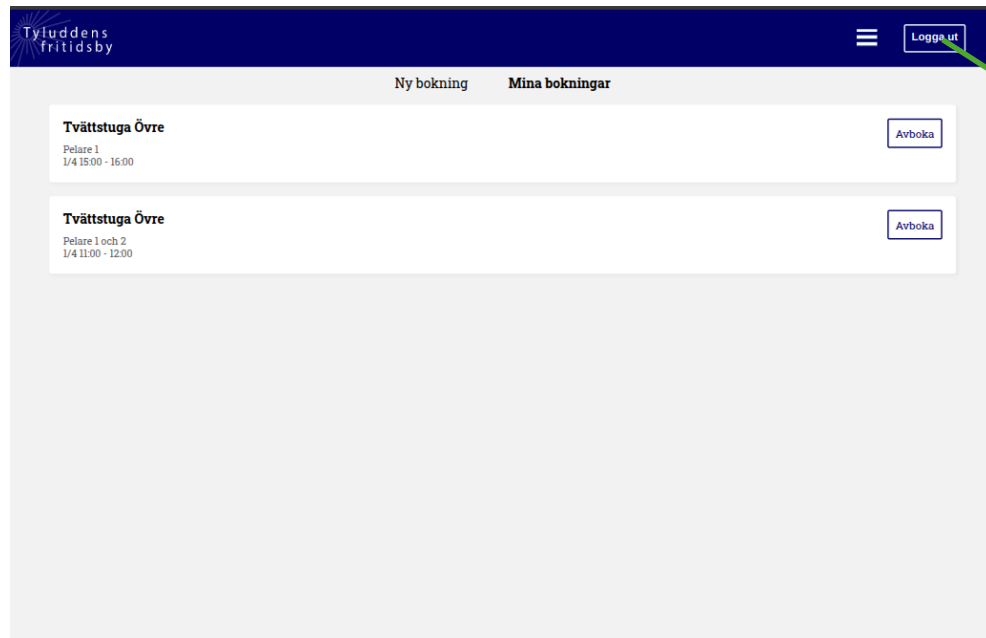 Tyluddens
fritidsby
Logga ut
Ny bokning Mina bokningar
Tvättstuga Övre
Avboka
Pelare 1
1/4 15:00 - 16:00
Tvättstuga Övre
Avboka
Pelare 1 och 2
1/4 11:00 - 12:00